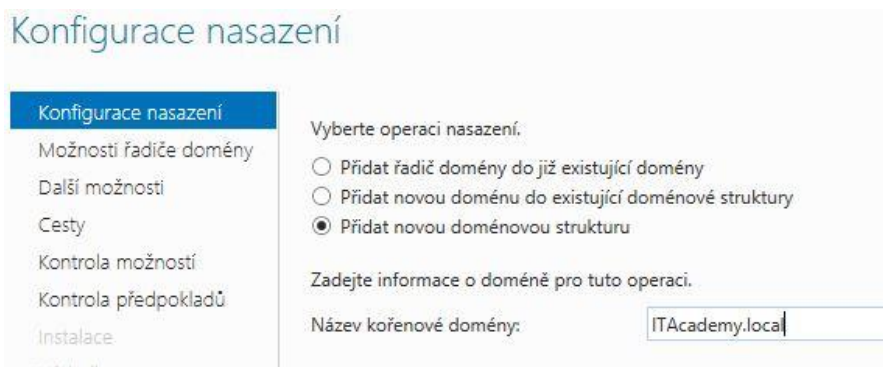 Konfigurace nasazení
Konfigurace nasazení
Možnosti řadiče domény
Další možnosti
Cesty
Kontrola možností
Kontrola předpokladů
Instalace
Vyberte operaci nasazení.
Přidat řadič domény do již existující domény
Přidat novou doménu do existující doménové struktury
Přidat novou doménovou strukturu
Zadejte informace o doméně pro tuto operaci.
Název kořenové domény: ITAcademy.local